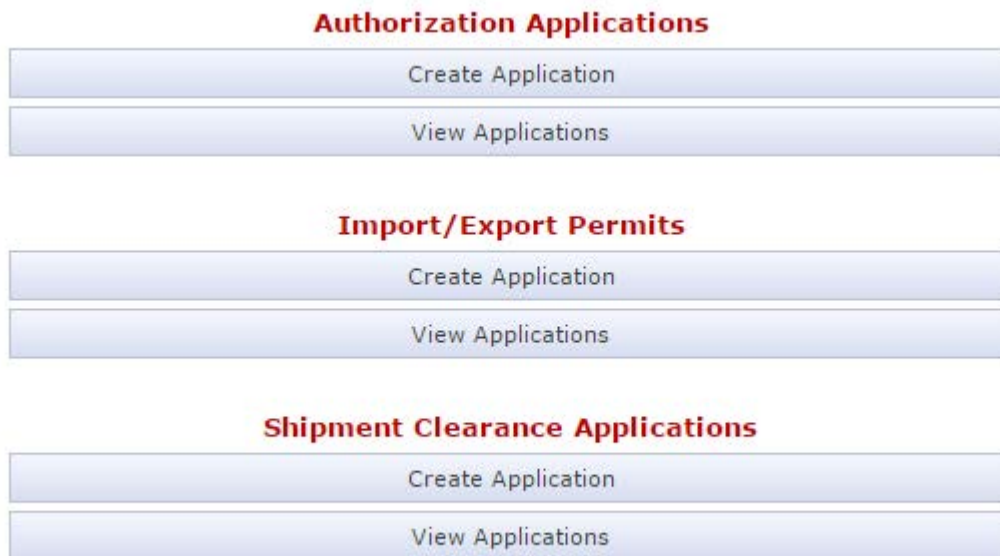 Authorization Applications
Create Application
View Applications
Import/Export Permits
Create Application
View Applications
Shipment Clearance Applications
Create Application
View Applications